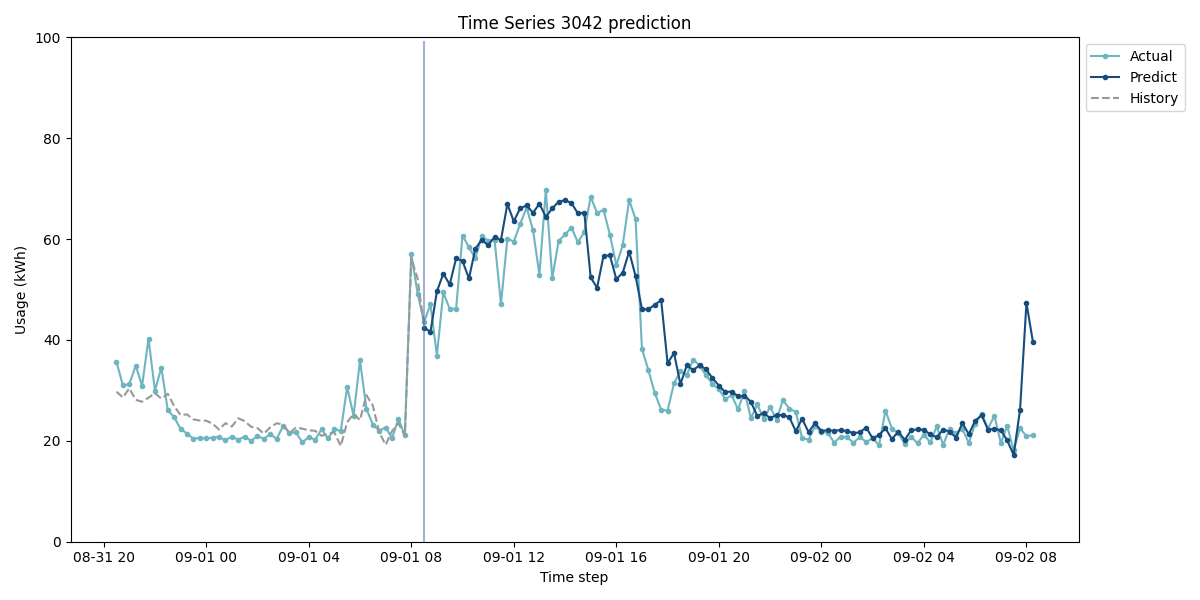 Time Series 3042 prediction
Actual
Predict
History
Usage (kWh)
100
80
60
40
20
0
08-31 20
09-01 00
09-01 04
09-01 08
09-01 12
09-01 16
09-01 20
09-02 00
09-02 04
09-02 08
Time step